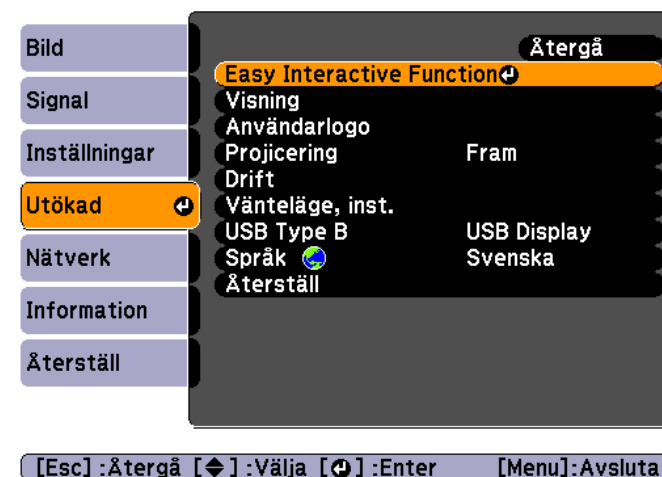 Bild
Signal
Inställningar
Utökad
Nätverk
Information
Återställ
Återgå
Easy Interactive Function
Visning
Användarlogo
Projicering Fram
Drift
Vänteläge, inst.
USB Type B USB Display
Språk Svenska
Återställ
[Esc] :Återgå [◆] :Välja [↵] :Enter [Menu]:Avsluta